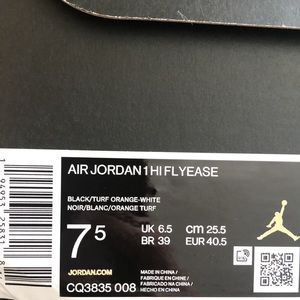 AIR JORDAN 1 HI FLYEASE
BLACK/TURF ORANGE-WHITE
NOIR/BLANC/ORANGE TURF
7 5
UK 6.5
cm 25.5
BR 39
EUR 40.5
JORDAN.COM
CQ3835 008
MADE IN CHINA /
FABRIQUE EN CHINE /
FABRICADO NA CHINA /
HECHO EN CHINA